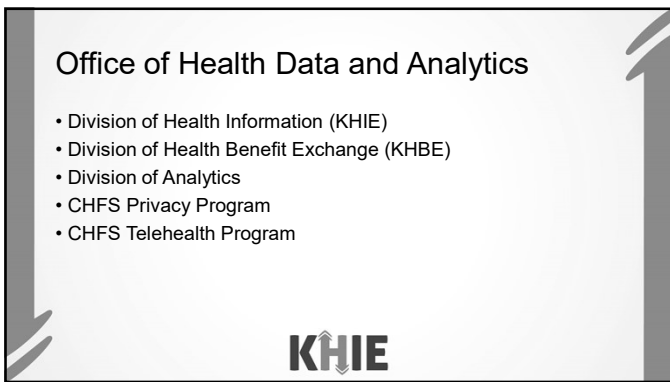 Office of Health Data and Analytics
• Division of Health Information (KHIE)
• Division of Health Benefit Exchange (KHBE)
• Division of Analytics
• CHFS Privacy Program
• CHFS Telehealth Program
KHIE